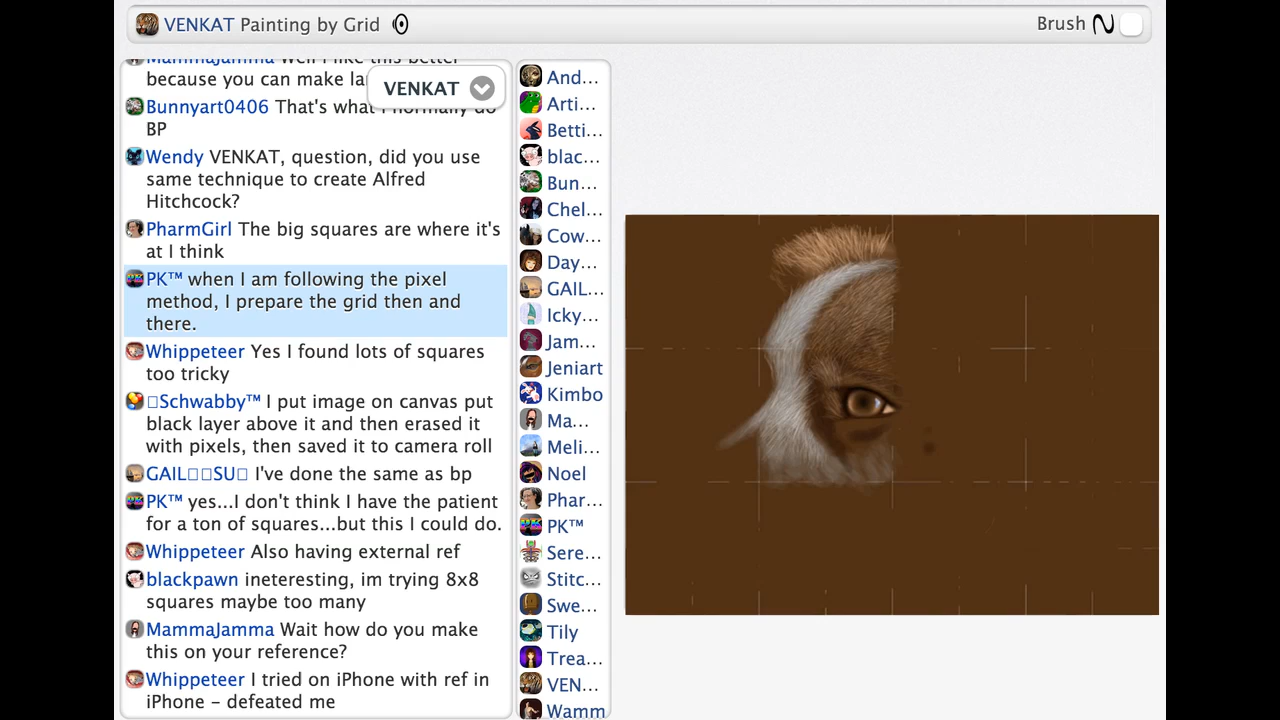 VENKAT Painting by Grid
Brush
MammaJamma Well I like this better
because you can make la
VENKAT
Bunnyart0406 That's what I normally do
BP
Wendy VENKAT, question, did you use
same technique to create Alfred
Hitchcock?
PharmGirl The big squares are where it's
at I think
PK™ when I am following the pixel
method, I prepare the grid then and
there.
Whippeteer Yes I found lots of squares
too tricky
□Schwabby™ I put image on canvas put
black layer above it and then erased it
with pixels, then saved it to camera roll
GAIL□□SU□ I've done the same as bp
PK™ yes...I don't think I have the patient
for a ton of squares...but this I could do.
Whippeteer Also having external ref
blackpawn ineteresting, im trying 8x8
squares maybe too many
MammaJamma Wait how do you make
this on your reference?
Whippeteer I tried on iPhone with ref in
iPhone – defeated me
And...
Arti...
Betti...
blac...
Bun...
Chel...
Cow...
Day...
GAIL...
Icky...
Jam...
Jeniart
Kimbo
Ma...
Meli...
Noel
Phar...
PK™
Sere...
Stitc...
Swe...
Tily
Trea...
VEN...
Wamm